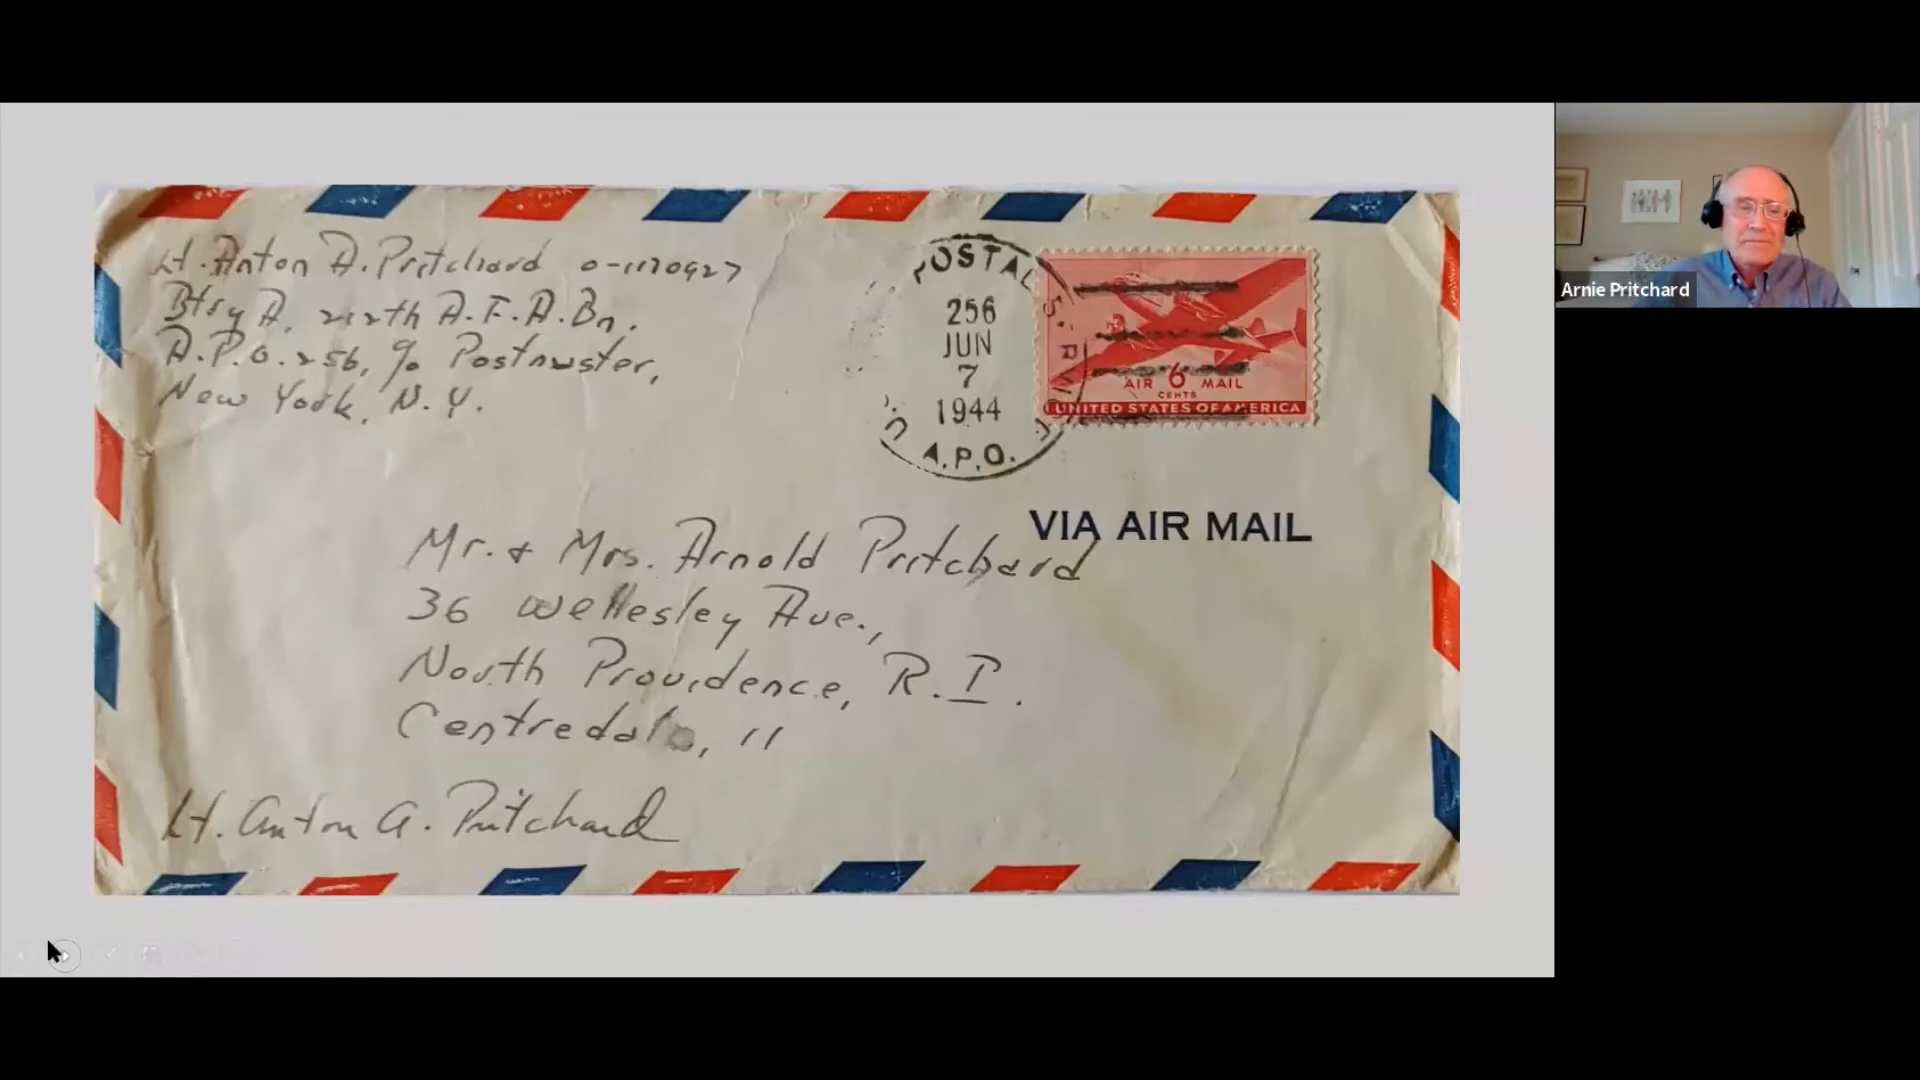 Lt. Anton A. Pritchard O-1170927
Btry A, 212th A.F.A.Bn.
A.P.O. 256, c/o Postmaster,
New York, N.Y.
U.S. POSTAL SERVICE
256
JUN
7
1944
A.P.O.
AIR 6 MAIL
CENTS
UNITED STATES OF AMERICA
VIA AIR MAIL
Mr. & Mrs. Arnold Pritchard
36 Wellesley Ave.,
North Providence, R.I.
Centredale, 11
Lt. Anton A. Pritchard
Arnie Pritchard